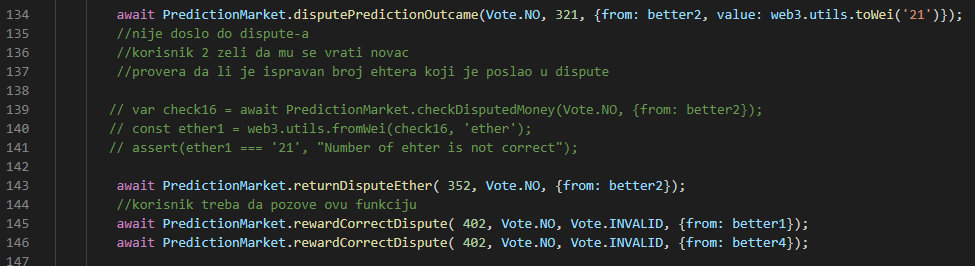 134 await PredictionMarket.disputePredictionOutcame(Vote.NO, 321, {from: better2, value: web3.utils.toWei('21')});
135 //nije doslo do dispute-a
136 //korisnik 2 zeli da mu se vrati novac
137 //provera da li je ispravan broj ehtera koji je poslao u dispute
138
139 // var check16 = await PredictionMarket.checkDisputedMoney(Vote.NO, {from: better2});
140 // const ether1 = web3.utils.fromWei(check16, 'ether');
141 // assert(ether1 === '21', "Number of ehter is not correct");
142
143 await PredictionMarket.returnDisputeEther( 352, Vote.NO, {from: better2});
144 //korisnik treba da pozove ovu funkciju
145 await PredictionMarket.rewardCorrectDispute( 402, Vote.NO, Vote.INVALID, {from: better1});
146 await PredictionMarket.rewardCorrectDispute( 402, Vote.NO, Vote.INVALID, {from: better4});
147